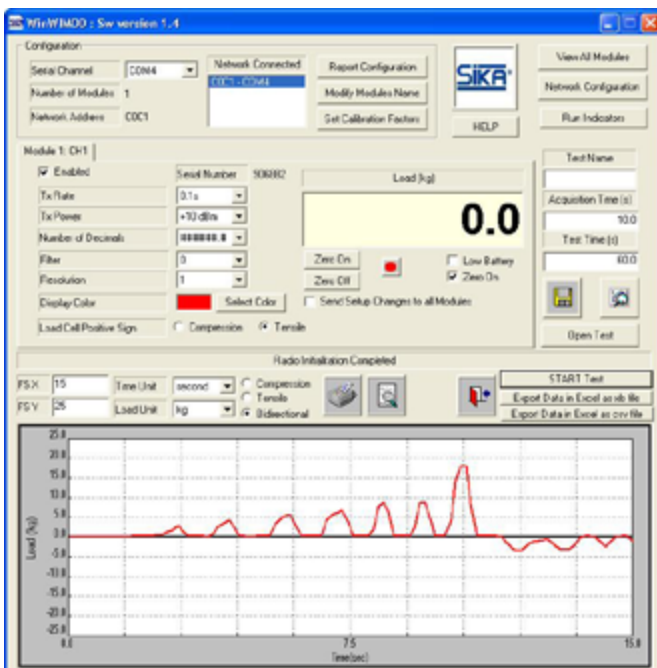 WinWIMOD : Sw version 1.4
Configuration
Serial Channel COM4
Number of Modules 1
Network Address C0C1
Network Connected
C0C1 - COM4
Report Configuration
Modify Modules Name
Set Calibration Factors
SIKA
HELP
View All Modules
Network Configuration
Run Indicators
Module 1: CH1
Enabled
Serial Number
Tx Rate 0.1s
Tx Power +10 dBm
Number of Decimals ######.#
Filter 0
Resolution 1
Display Color Select Color
Load Cell Positive Sign Compression Tensile
Load (kg)
0.0
Zero On
Zero Off
Low Battery
Zero On
Send Setup Changes to all Modules
Test Name
Acquisition Time (s)
10.0
Test Time (s)
60.0
Open Test
Radio Initialization Completed
FS X 15 Time Unit second
FS Y 25 Load Unit kg
Compression
Tensile
Bidirectional
START Test
Export Data in Excel as xls file
Export Data in Excel as csv file
25.0
20.0
15.0
10.0
5.0
0.0
-5.0
-10.0
-15.0
-20.0
-25.0
Load (kg)
0.0 7.5 15.0
Time(sec)